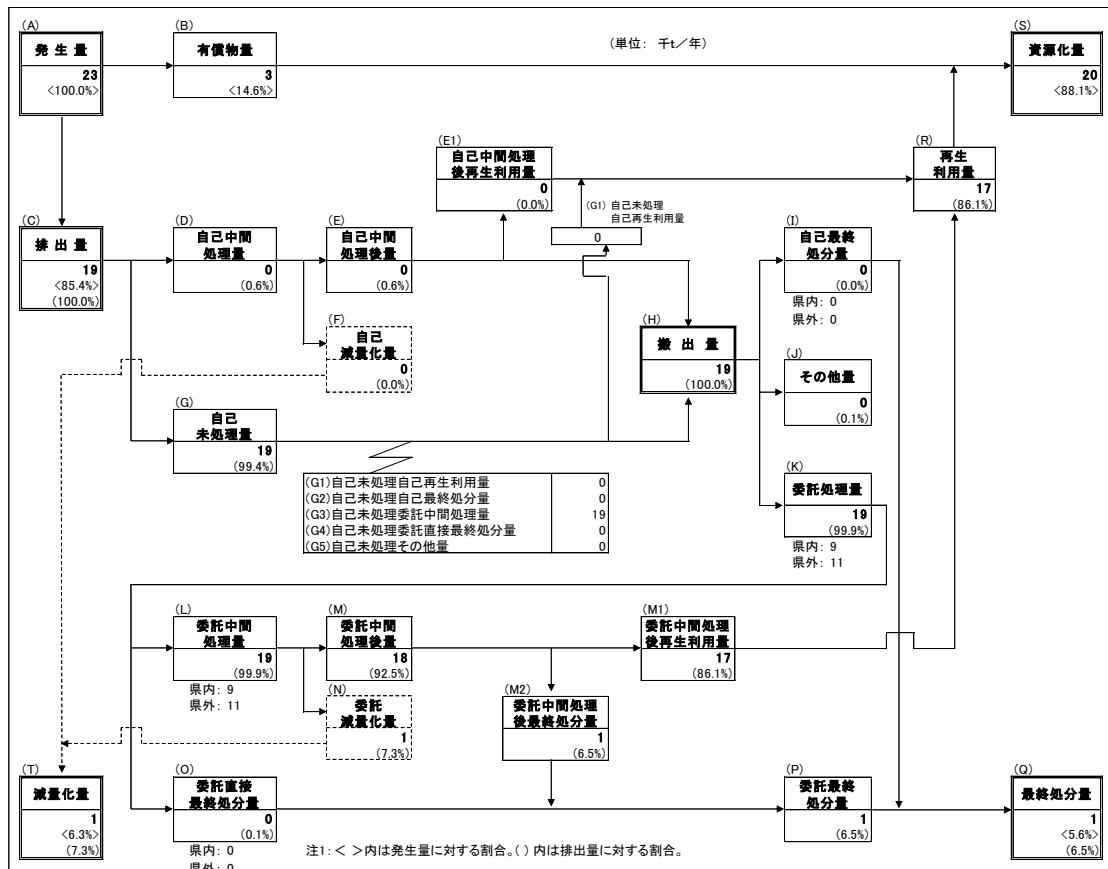 (A)
発 生 量
23
<100.0%>
(B)
有償物量
3
<14.6%>
(単位: 千t/年)
(S)
資源化量
20
<88.1%>
(E1)
自己中間処理
後再生利用量
0
(0.0%)
(G1) 自己未処理
自己再生利用量
0
(R)
再生
利用量
17
(86.1%)
(C)
排 出 量
19
<85.4%>
(100.0%)
(D)
自己中間
処理量
0
(0.6%)
(E)
自己中間
処理後量
0
(0.6%)
(F)
自己
減量化量
0
(0.0%)
(G)
自己
未処理量
19
(99.4%)
(H)
搬 出 量
19
(100.0%)
(I)
自己最終
処分量
0
(0.0%)
県内: 0
県外: 0
(J)
その他量
0
(0.1%)
(K)
委託処理量
19
(99.9%)
県内: 9
県外: 11
(G1)自己未処理自己再生利用量 0
(G2)自己未処理自己最終処分量 0
(G3)自己未処理委託中間処理量 19
(G4)自己未処理委託直接最終処分量 0
(G5)自己未処理その他量 0
(L)
委託中間
処理量
19
(99.9%)
県内: 9
県外: 11
(M)
委託中間
処理後量
18
(92.5%)
(N)
委託
減量化量
1
(7.3%)
(M1)
委託中間処理
後再生利用量
17
(86.1%)
(M2)
委託中間処理
後最終処分量
1
(6.5%)
(T)
減量化量
1
<6.3%>
(7.3%)
(O)
委託直接
最終処分量
0
(0.1%)
県内: 0
県外: 0
(P)
委託最終
処分量
1
(6.5%)
(Q)
最終処分量
1
<5.6%>
(6.5%)
注1:< >内は発生量に対する割合。( )内は排出量に対する割合。